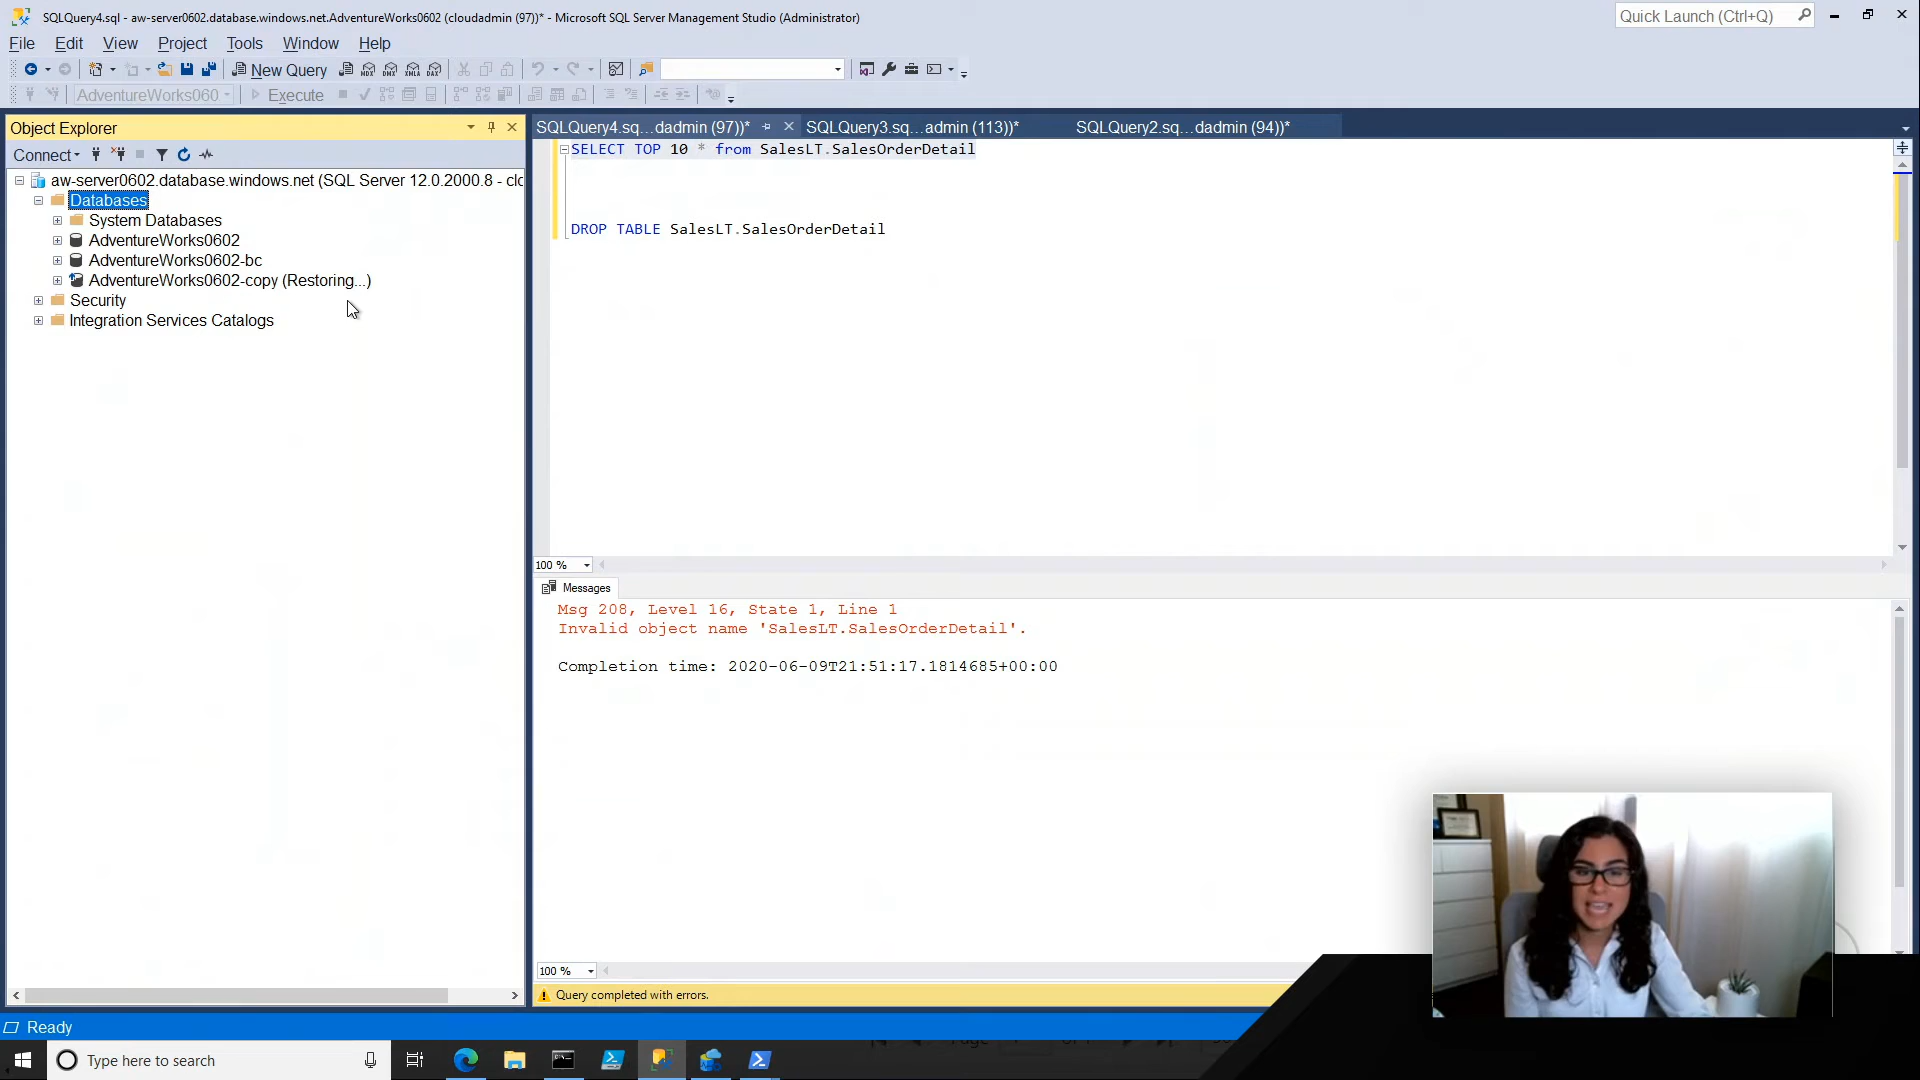 SQLQuery4.sql - aw-server0602.database.windows.net.AdventureWorks0602 (cloudadmin (97))* - Microsoft SQL Server Management Studio (Administrator)
Quick Launch (Ctrl+Q)
File Edit View Project Tools Window Help
New Query
MDX DMX XMLA DAX
AdventureWorks060
Execute
Object Explorer
SQLQuery4.sq...dadmin (97))*
SQLQuery3.sq...admin (113))*
SQLQuery2.sq...dadmin (94))*
Connect
SELECT TOP 10 * from SalesLT.SalesOrderDetail
aw-server0602.database.windows.net (SQL Server 12.0.2000.8 - clo
Databases
System Databases
DROP TABLE SalesLT.SalesOrderDetail
AdventureWorks0602
AdventureWorks0602-bc
AdventureWorks0602-copy (Restoring...)
Security
Integration Services Catalogs
100 %
Messages
Msg 208, Level 16, State 1, Line 1
Invalid object name 'SalesLT.SalesOrderDetail'.
Completion time: 2020-06-09T21:51:17.1814685+00:00
100 %
Query completed with errors.
Ready
Type here to search